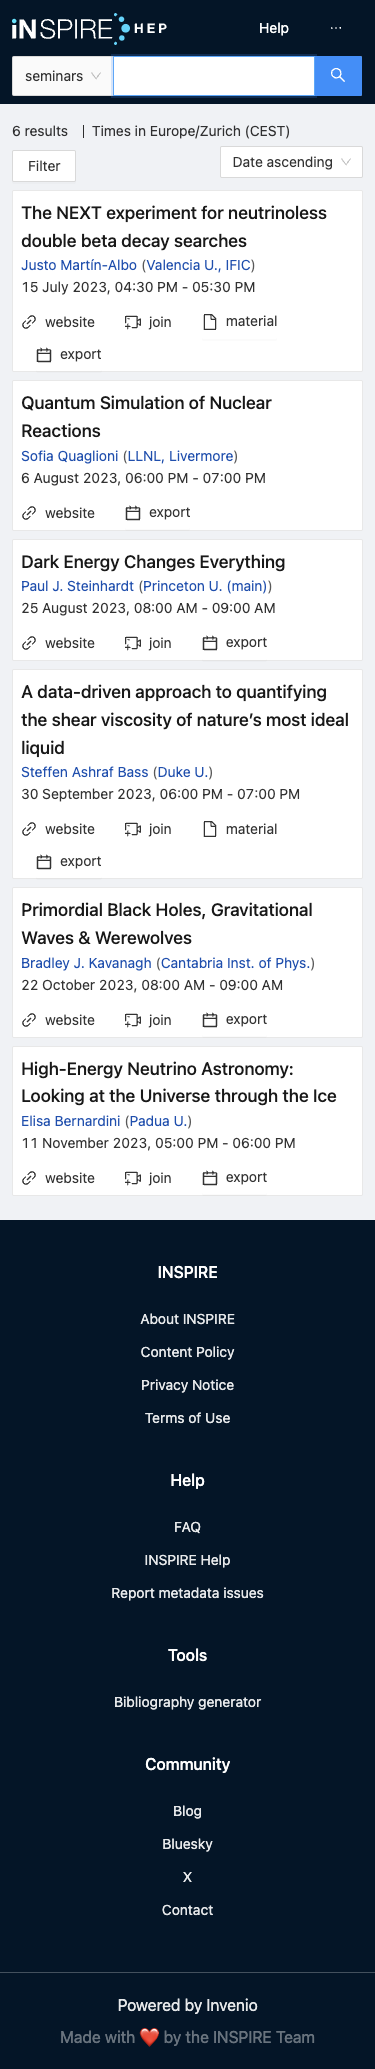 iNSPIRE HEP
Help
···
seminars
6 results | Times in Europe/Zurich (CEST)
Filter
Date ascending
The NEXT experiment for neutrinoless
double beta decay searches
Justo Martín-Albo (Valencia U., IFIC)
15 July 2023, 04:30 PM - 05:30 PM
website join material
export
Quantum Simulation of Nuclear
Reactions
Sofia Quaglioni (LLNL, Livermore)
6 August 2023, 06:00 PM - 07:00 PM
website export
Dark Energy Changes Everything
Paul J. Steinhardt (Princeton U. (main))
25 August 2023, 08:00 AM - 09:00 AM
website join export
A data-driven approach to quantifying
the shear viscosity of nature’s most ideal
liquid
Steffen Ashraf Bass (Duke U.)
30 September 2023, 06:00 PM - 07:00 PM
website join material
export
Primordial Black Holes, Gravitational
Waves & Werewolves
Bradley J. Kavanagh (Cantabria Inst. of Phys.)
22 October 2023, 08:00 AM - 09:00 AM
website join export
High-Energy Neutrino Astronomy:
Looking at the Universe through the Ice
Elisa Bernardini (Padua U.)
11 November 2023, 05:00 PM - 06:00 PM
website join export
INSPIRE
About INSPIRE
Content Policy
Privacy Notice
Terms of Use
Help
FAQ
INSPIRE Help
Report metadata issues
Tools
Bibliography generator
Community
Blog
Bluesky
X
Contact
Powered by Invenio
Made with ❤️ by the INSPIRE Team